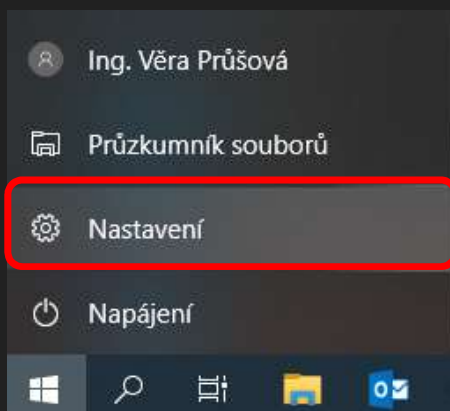 Ing. Věra Průšová
Průzkumník souborů
Nastavení
Napájení